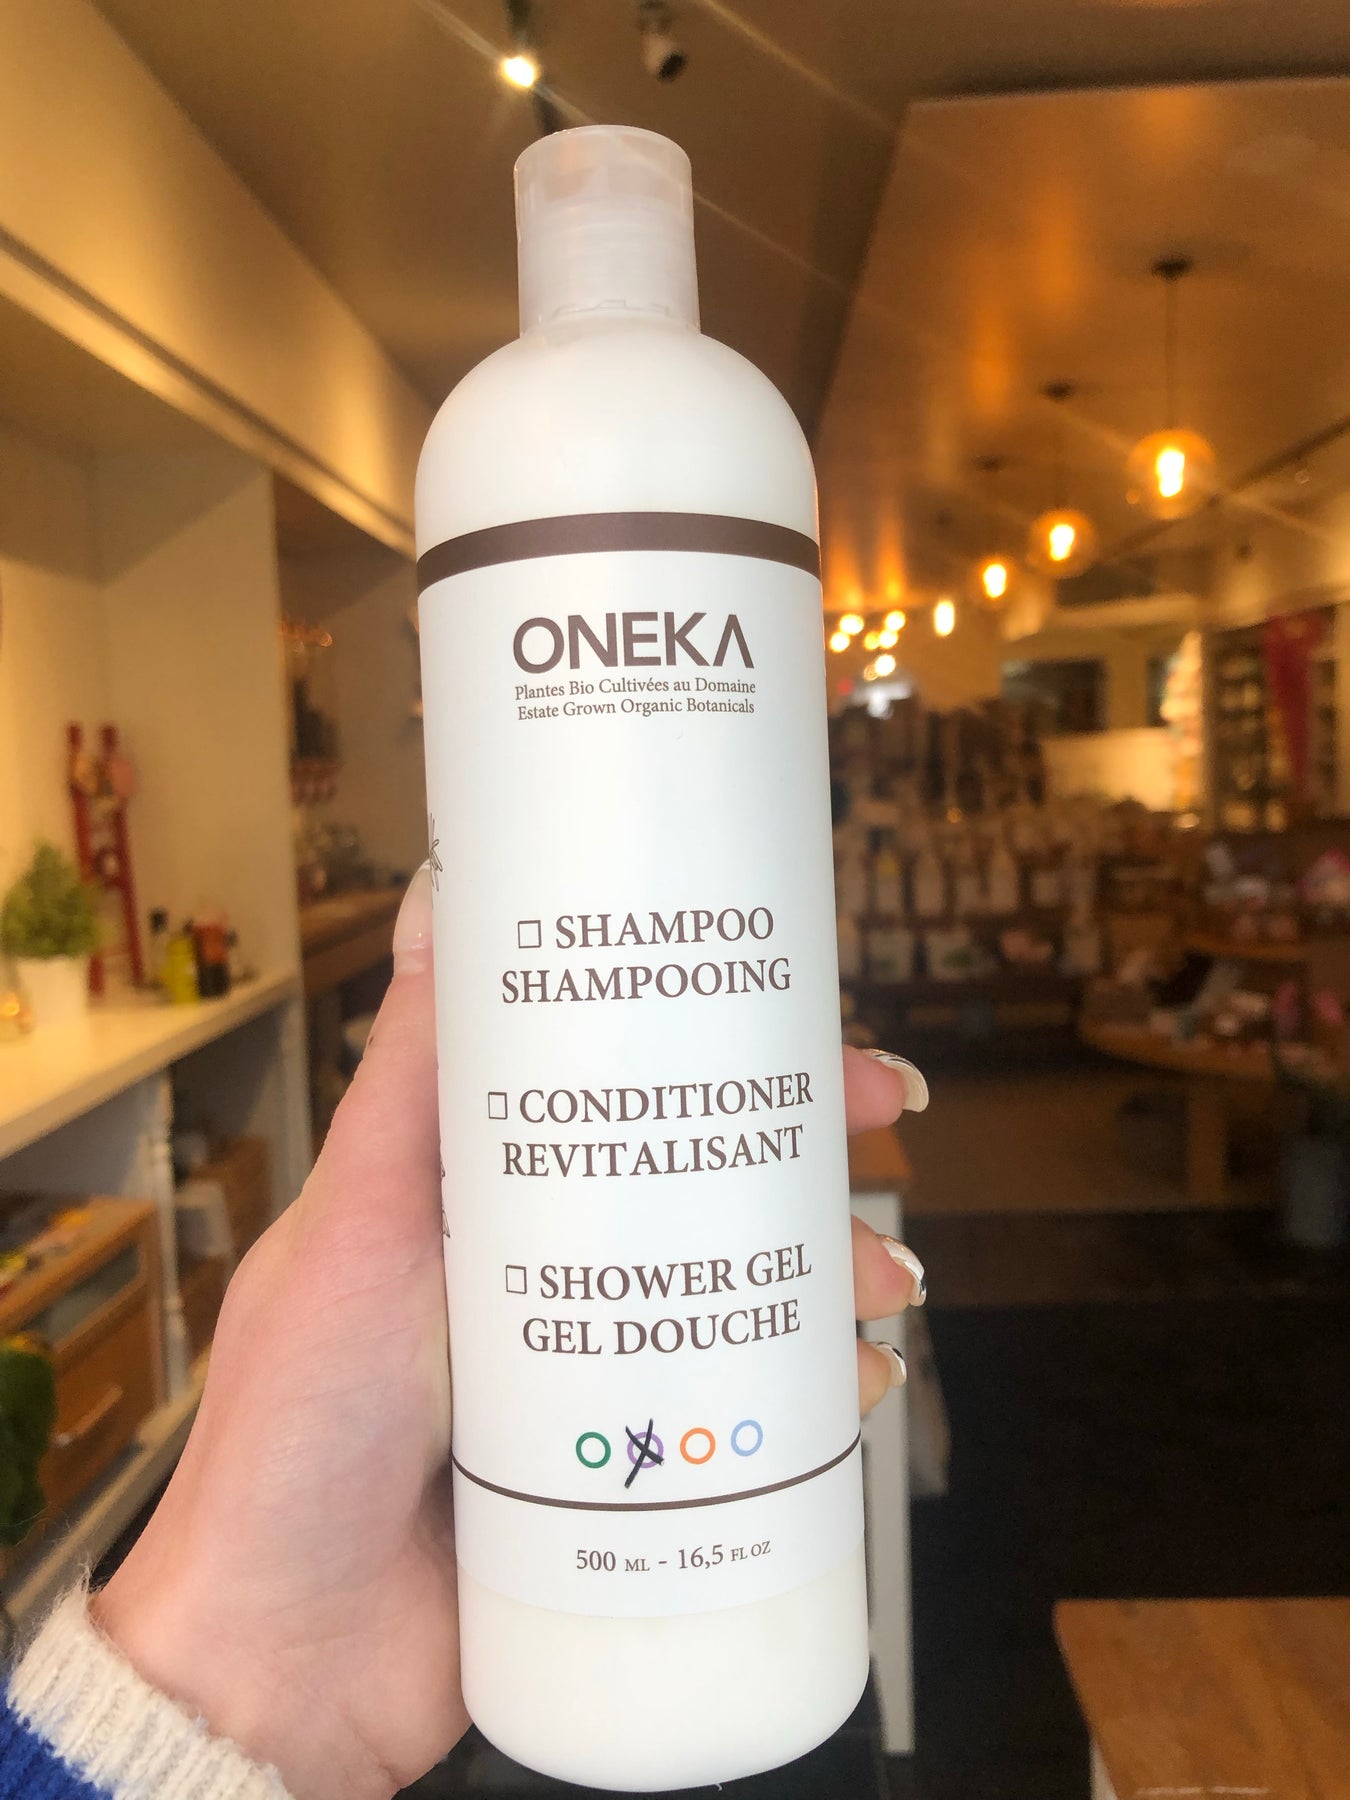 ONEKA
Plantes Bio Cultivées au Domaine
Estate Grown Organic Botanicals
☐ SHAMPOO
SHAMPOOING
☐ CONDITIONER
REVITALISANT
☐ SHOWER GEL
GEL DOUCHE
500 ML - 16,5 FL OZ